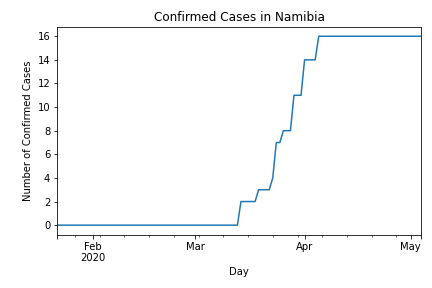 Confirmed Cases in Namibia
Number of Confirmed Cases
16
14
12
10
8
6
4
2
0
Feb
2020
Mar
Apr
May
Day